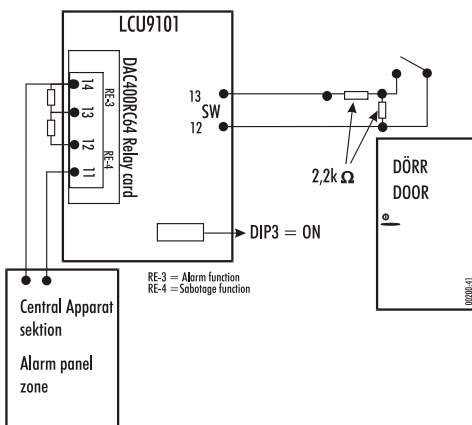 LCU9101
DAC400RC64 Relay card
14
RE-3
13
12
RE-4
11
13
SW
12
2,2k Ω
DÖRR
DOOR
DIP3 = ON
RE-3 = Alarm function
RE-4 = Sabotage function
Central Apparat
sektion
Alarm panel
zone
00200-41